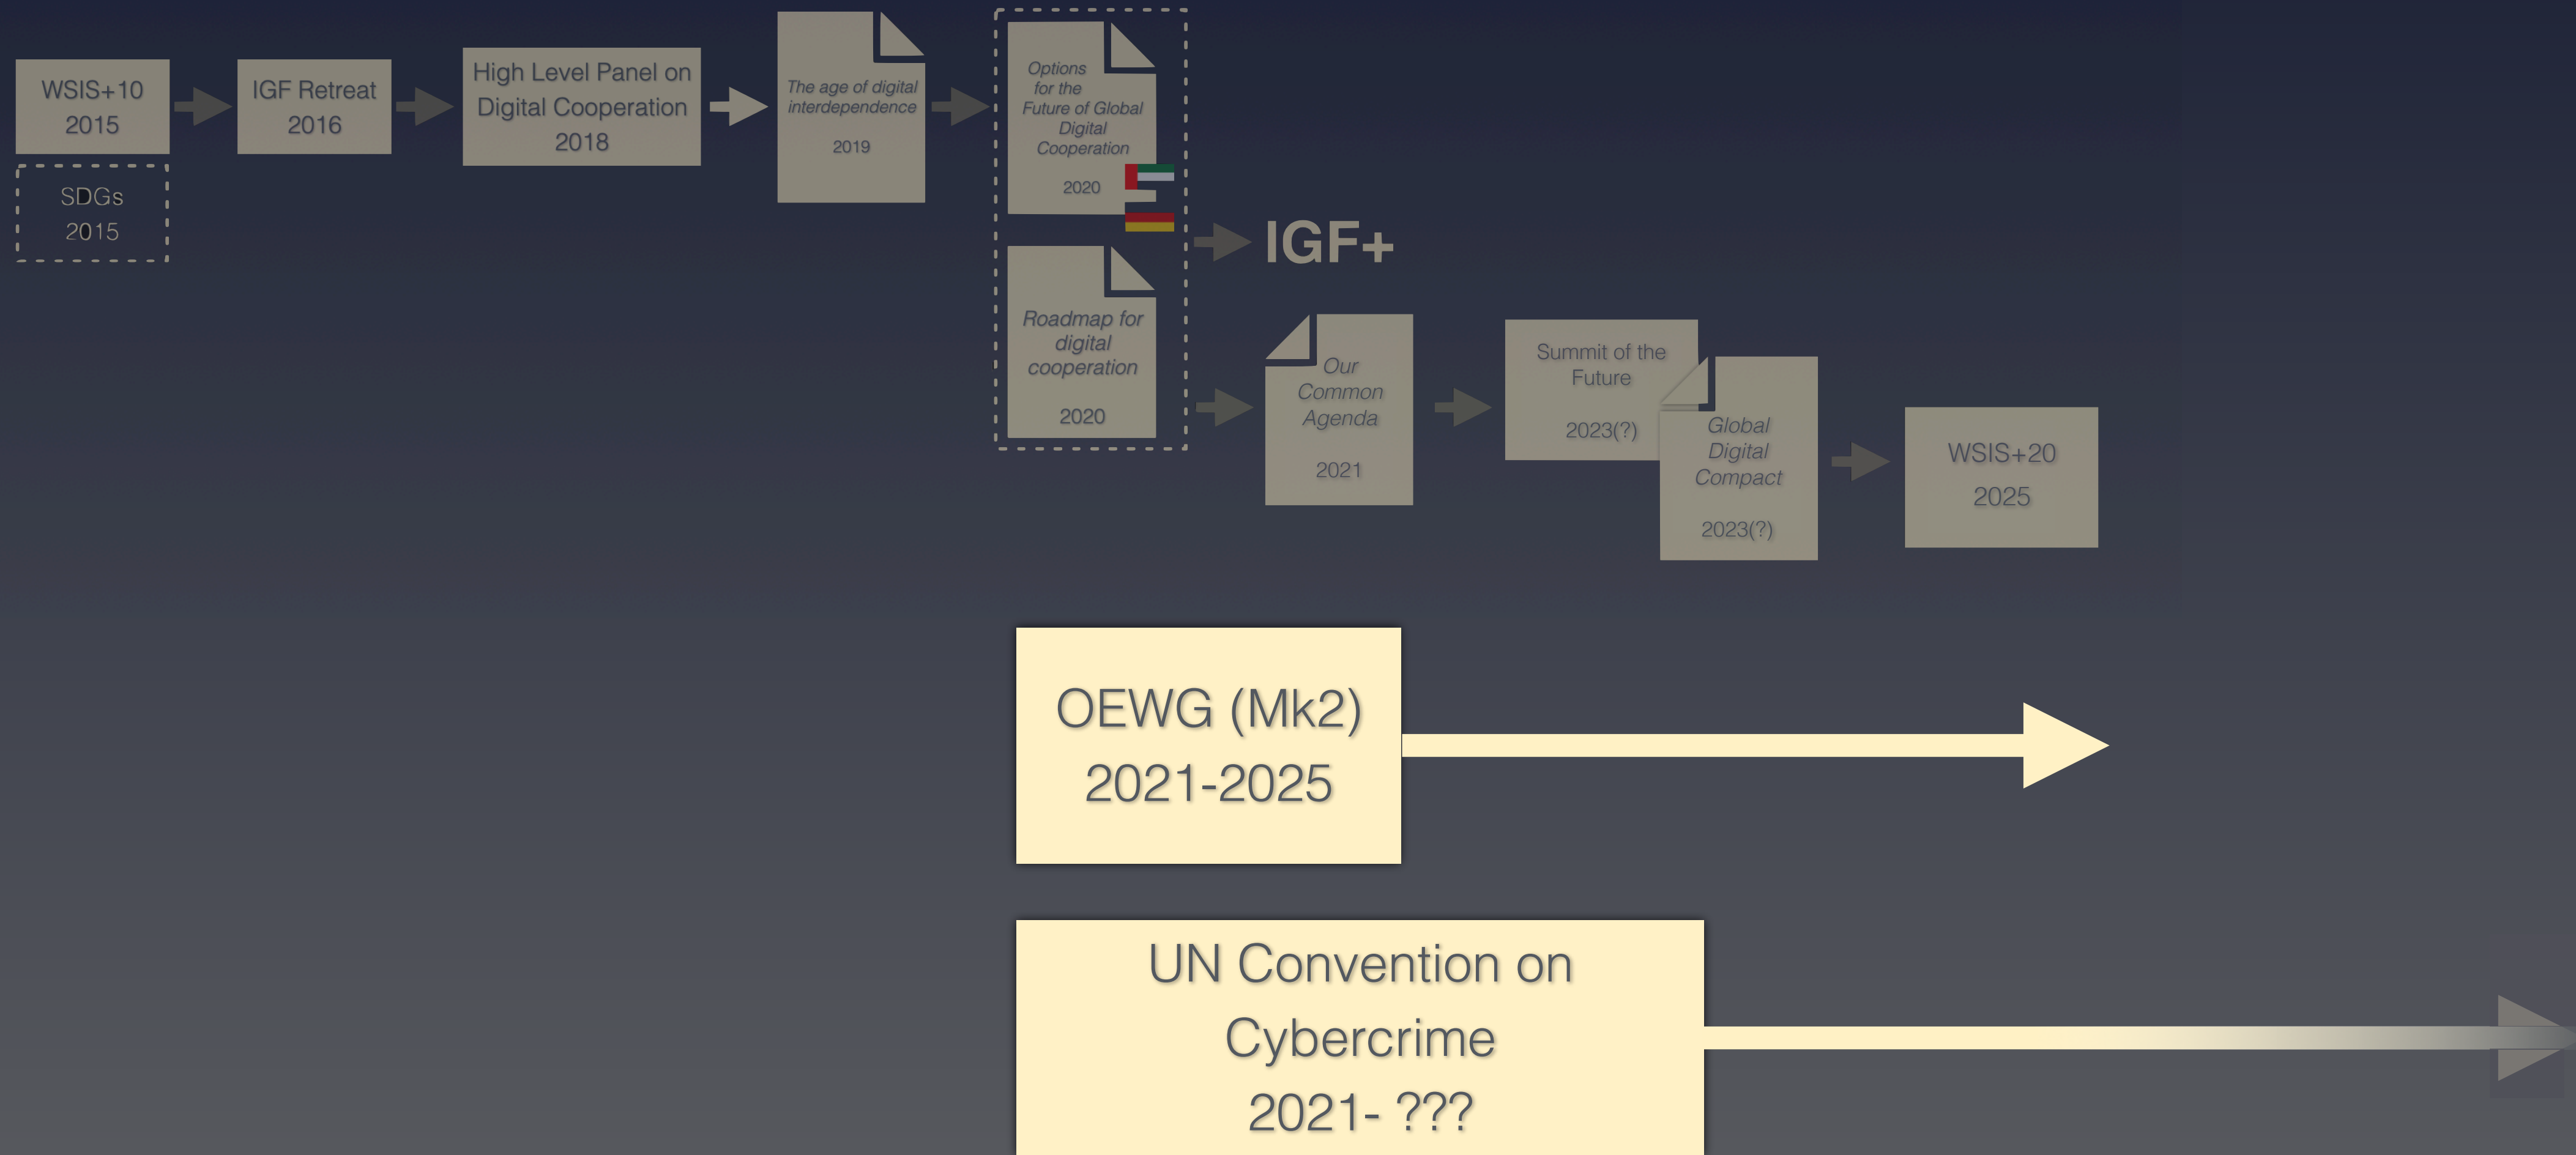 WSIS+10
2015
SDGs
2015
IGF Retreat
2016
High Level Panel on
Digital Cooperation
2018
The age of digital
interdependence
2019
Options
for the
Future of Global
Digital
Cooperation
2020
Roadmap for
digital
cooperation
2020
IGF+
Our
Common
Agenda
2021
Summit of the
Future
2023(?)
Global
Digital
Compact
2023(?)
WSIS+20
2025
OEWG (Mk2)
2021-2025
UN Convention on
Cybercrime
2021- ???